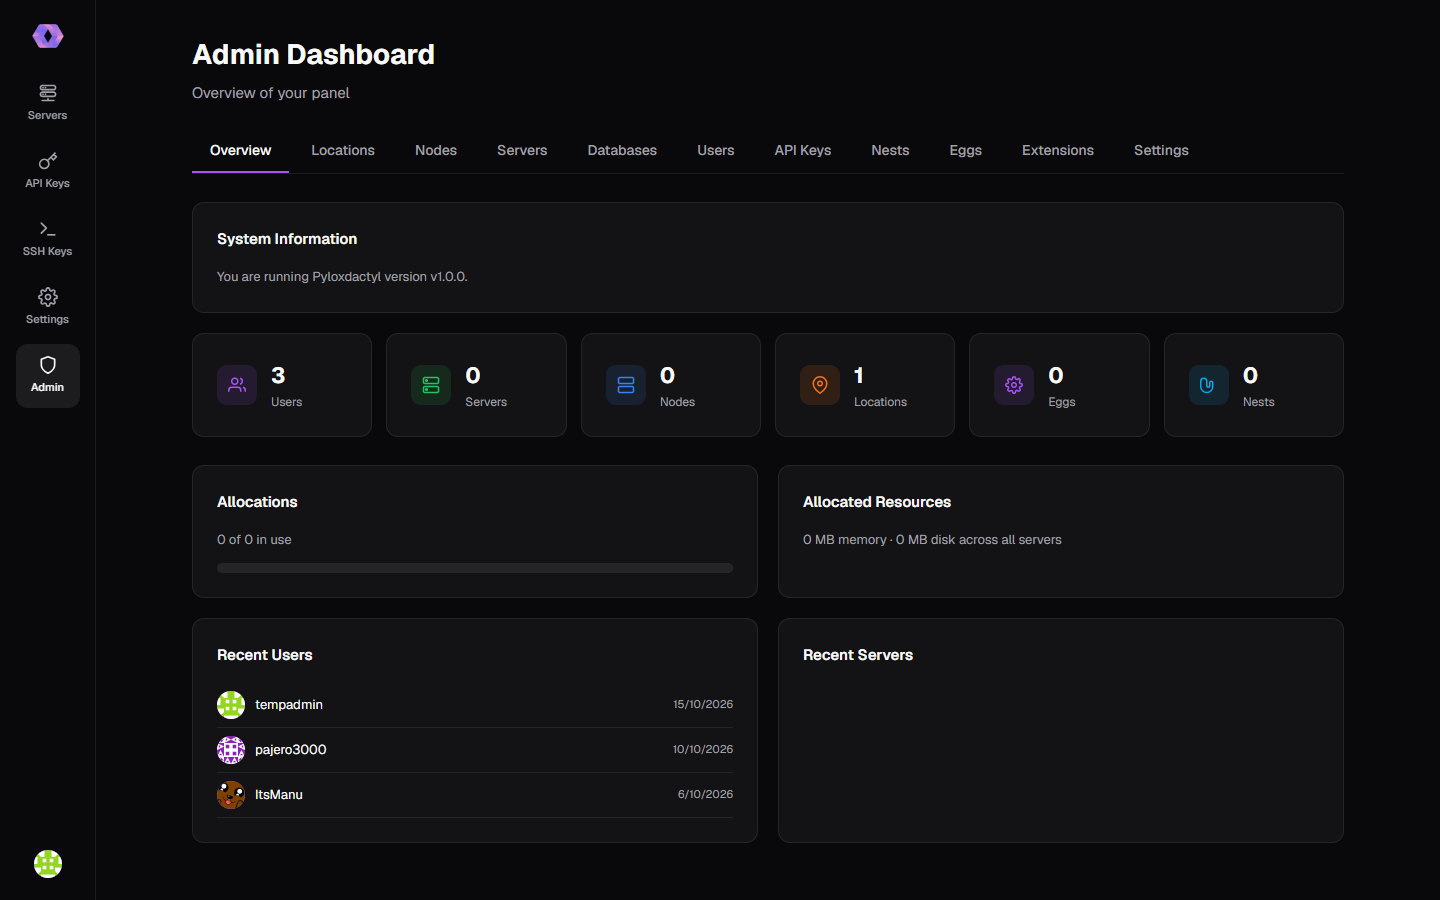 Admin Dashboard
Overview of your panel
Servers
API Keys
SSH Keys
Settings
Admin
Overview Locations Nodes Servers Databases Users API Keys Nests Eggs Extensions Settings
System Information
You are running Pyloxdactyl version v1.0.0.
3
Users
0
Servers
0
Nodes
1
Locations
0
Eggs
0
Nests
Allocations
0 of 0 in use
Allocated Resources
0 MB memory · 0 MB disk across all servers
Recent Users
tempadmin 15/10/2026
pajero3000 10/10/2026
ItsManu 6/10/2026
Recent Servers